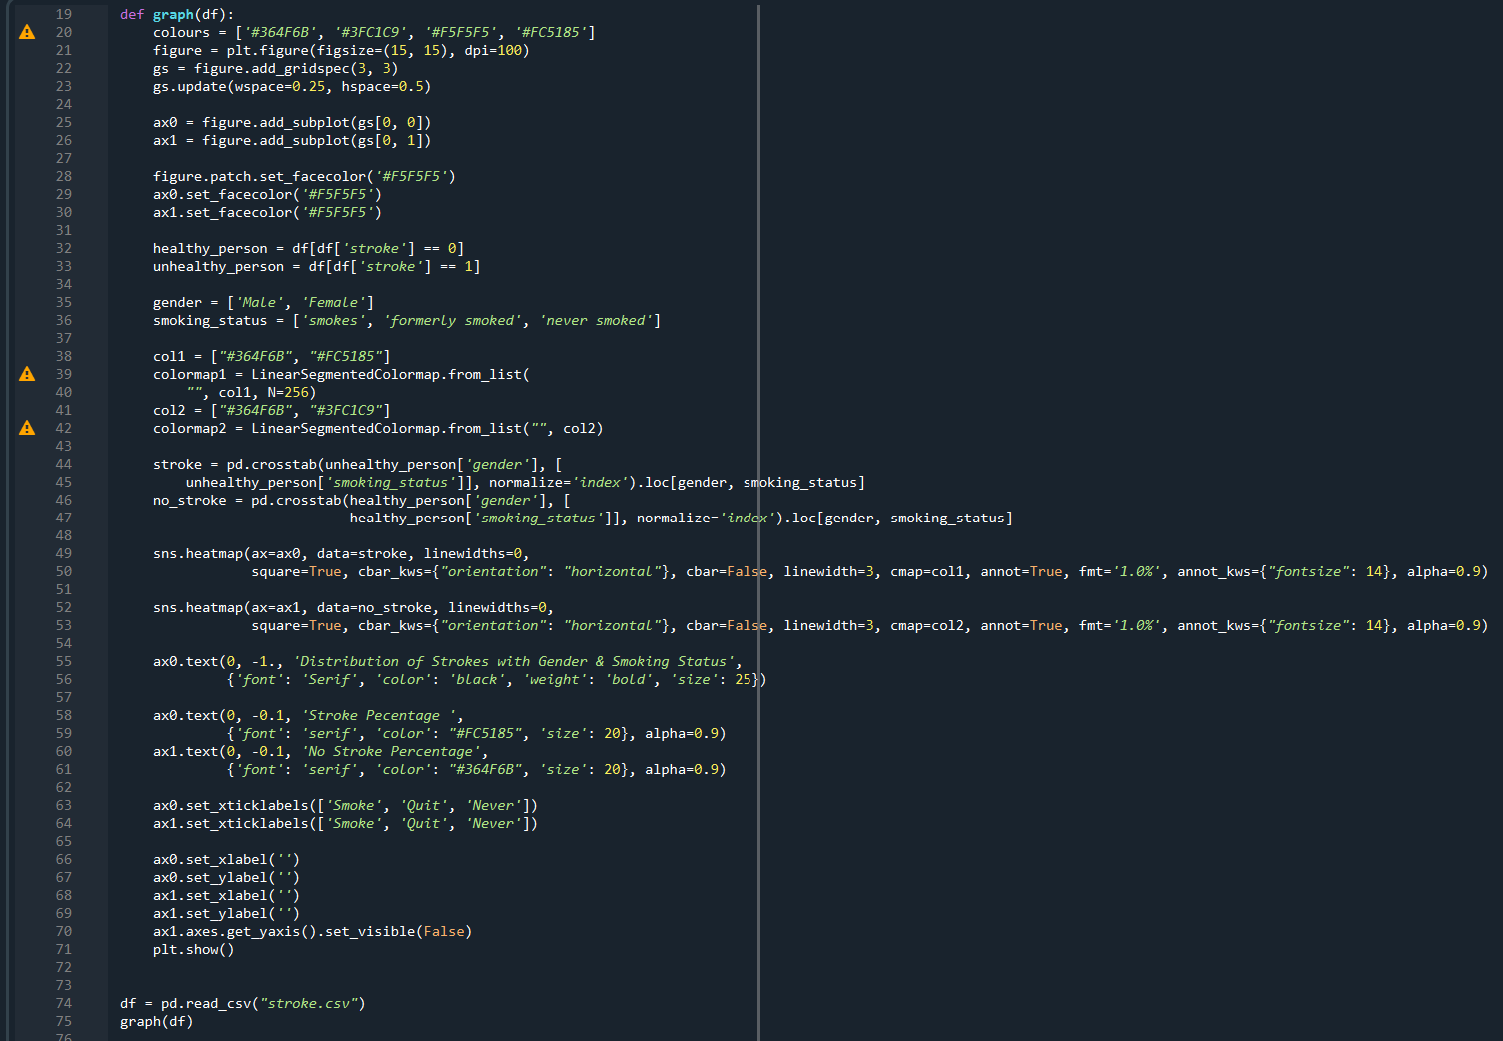 19 def graph(df):
20 colours = ['#364F6B', '#3FC1C9', '#F5F5F5', '#FC5185']
21 figure = plt.figure(figsize=(15, 15), dpi=100)
22 gs = figure.add_gridspec(3, 3)
23 gs.update(wspace=0.25, hspace=0.5)
24
25 ax0 = figure.add_subplot(gs[0, 0])
26 ax1 = figure.add_subplot(gs[0, 1])
27
28 figure.patch.set_facecolor('#F5F5F5')
29 ax0.set_facecolor('#F5F5F5')
30 ax1.set_facecolor('#F5F5F5')
31
32 healthy_person = df[df['stroke'] == 0]
33 unhealthy_person = df[df['stroke'] == 1]
34
35 gender = ['Male', 'Female']
36 smoking_status = ['smokes', 'formerly smoked', 'never smoked']
37
38 col1 = ["#364F6B", "#FC5185"]
39 colormap1 = LinearSegmentedColormap.from_list(
40 "", col1, N=256)
41 col2 = ["#364F6B", "#3FC1C9"]
42 colormap2 = LinearSegmentedColormap.from_list("", col2)
43
44 stroke = pd.crosstab(unhealthy_person['gender'], [
45 unhealthy_person['smoking_status']], normalize='index').loc[gender, smoking_status]
46 no_stroke = pd.crosstab(healthy_person['gender'], [
47 healthy_person['smoking_status']], normalize='index').loc[gender, smoking_status]
48
49 sns.heatmap(ax=ax0, data=stroke, linewidths=0,
50 square=True, cbar_kws={"orientation": "horizontal"}, cbar=False, linewidth=3, cmap=col1, annot=True, fmt='1.0%', annot_kws={"fontsize": 14}, alpha=0.9)
51
52 sns.heatmap(ax=ax1, data=no_stroke, linewidths=0,
53 square=True, cbar_kws={"orientation": "horizontal"}, cbar=False, linewidth=3, cmap=col2, annot=True, fmt='1.0%', annot_kws={"fontsize": 14}, alpha=0.9)
54
55 ax0.text(0, -1., 'Distribution of Strokes with Gender & Smoking Status',
56 {'font': 'Serif', 'color': 'black', 'weight': 'bold', 'size': 25})
57
58 ax0.text(0, -0.1, 'Stroke Pecentage ',
59 {'font': 'serif', 'color': "#FC5185", 'size': 20}, alpha=0.9)
60 ax1.text(0, -0.1, 'No Stroke Percentage',
61 {'font': 'serif', 'color': "#364F6B", 'size': 20}, alpha=0.9)
62
63 ax0.set_xticklabels(['Smoke', 'Quit', 'Never'])
64 ax1.set_xticklabels(['Smoke', 'Quit', 'Never'])
65
66 ax0.set_xlabel('')
67 ax0.set_ylabel('')
68 ax1.set_xlabel('')
69 ax1.set_ylabel('')
70 ax1.axes.get_yaxis().set_visible(False)
71 plt.show()
72
73
74 df = pd.read_csv("stroke.csv")
75 graph(df)
76